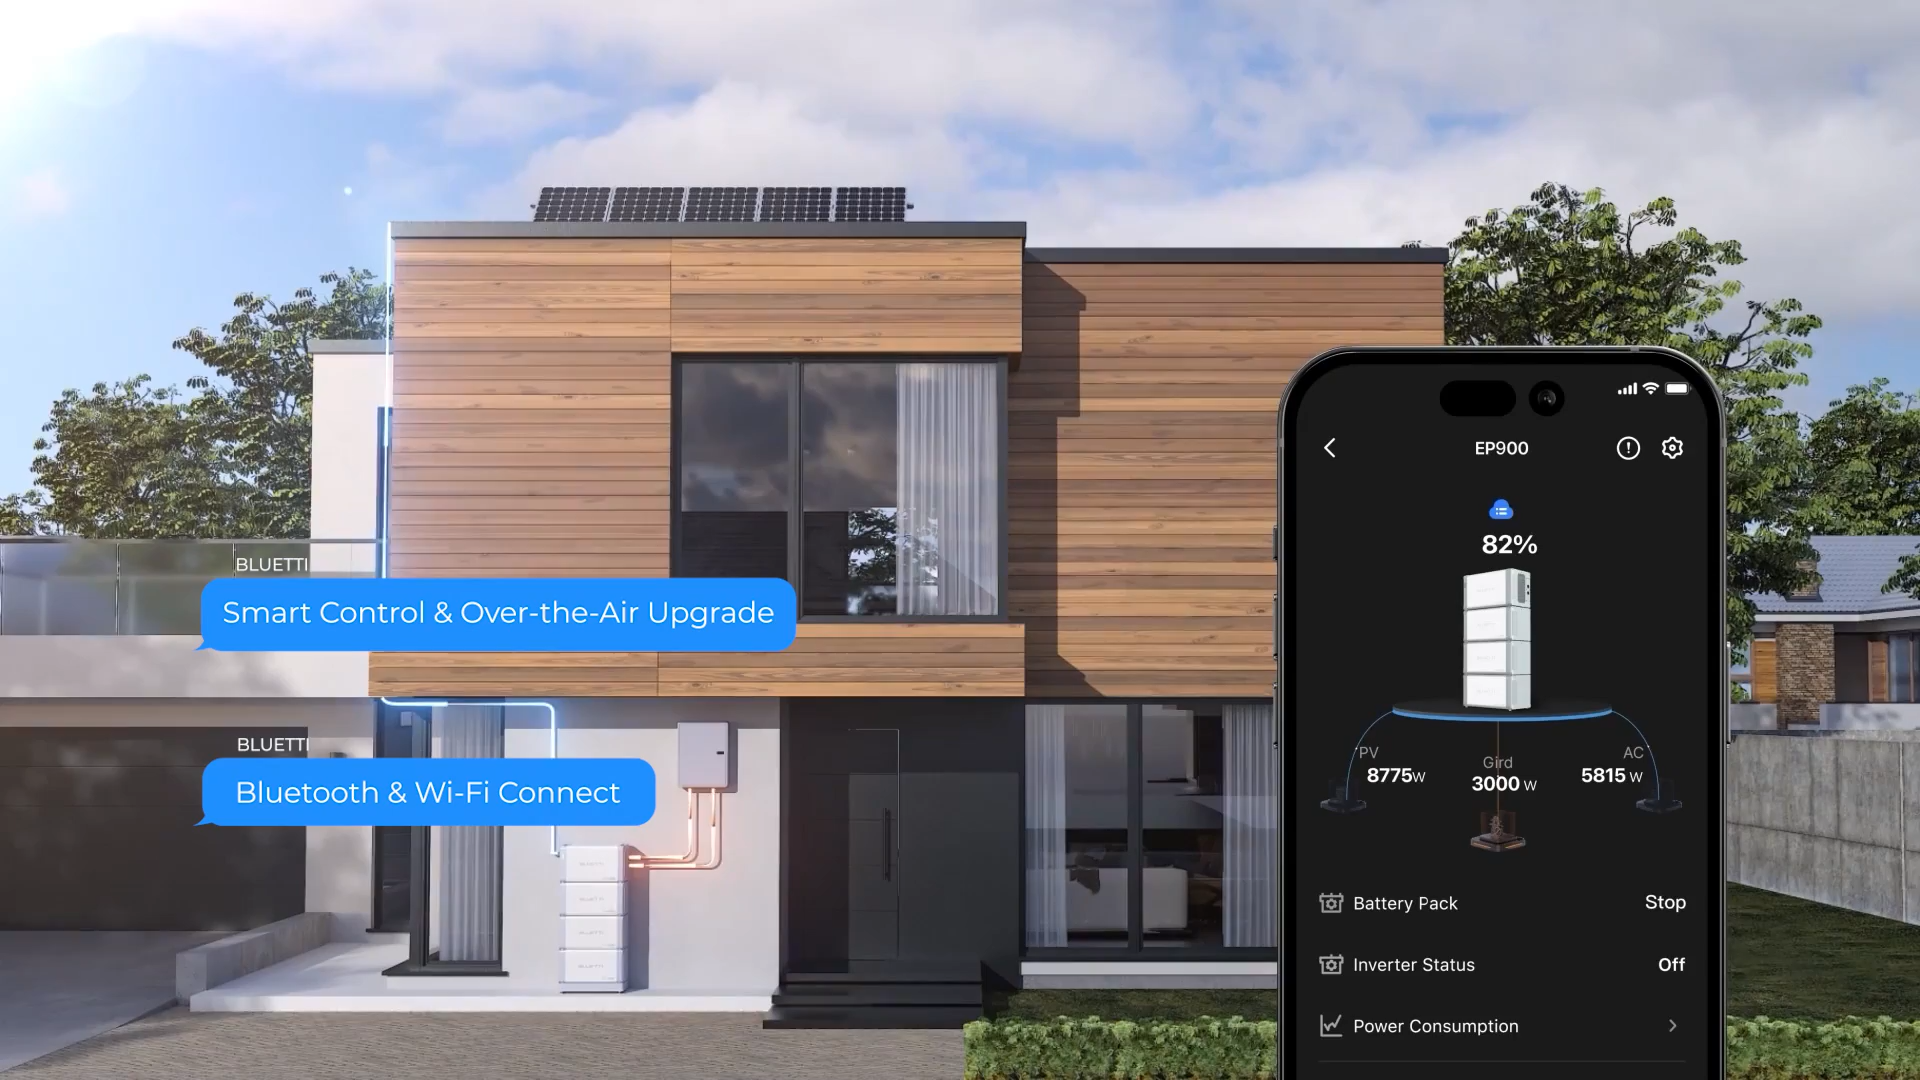 BLUETTI
Smart Control & Over-the-Air Upgrade
BLUETTI
Bluetooth & Wi-Fi Connect
BLUETTI
EP900
82%
PV
8775W
Gird
3000 W
AC
5815 W
Battery Pack
Stop
Inverter Status
Off
Power Consumption